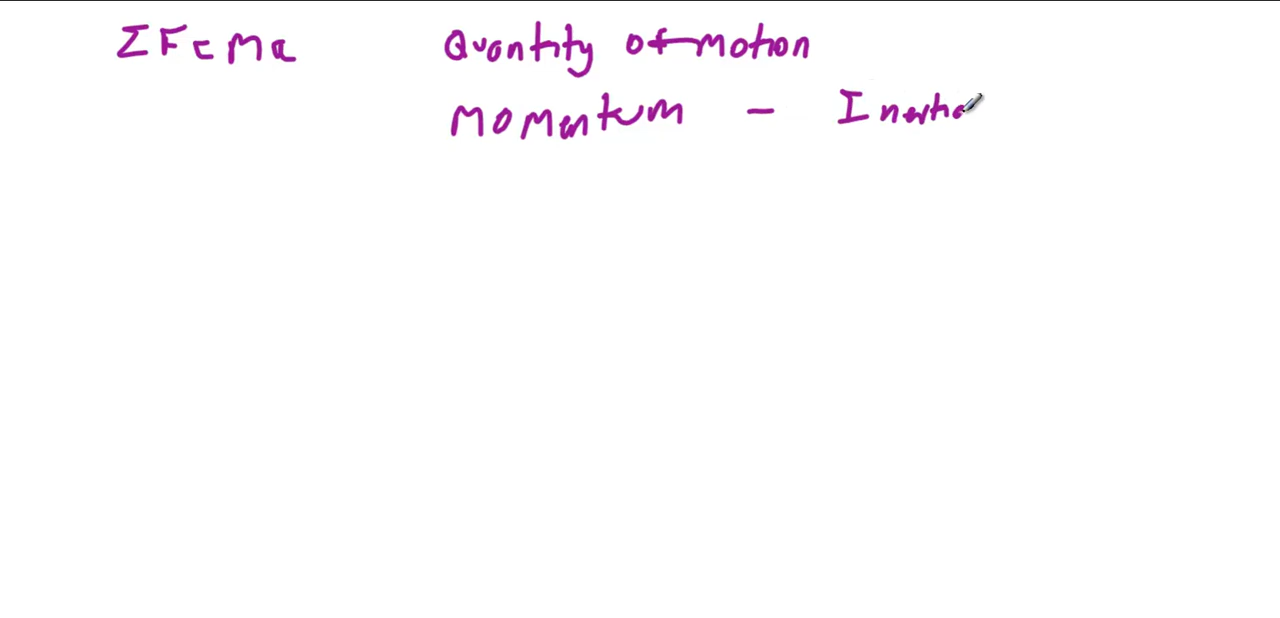 ΣF = ma Quantity of motion
Momentum - Inertia